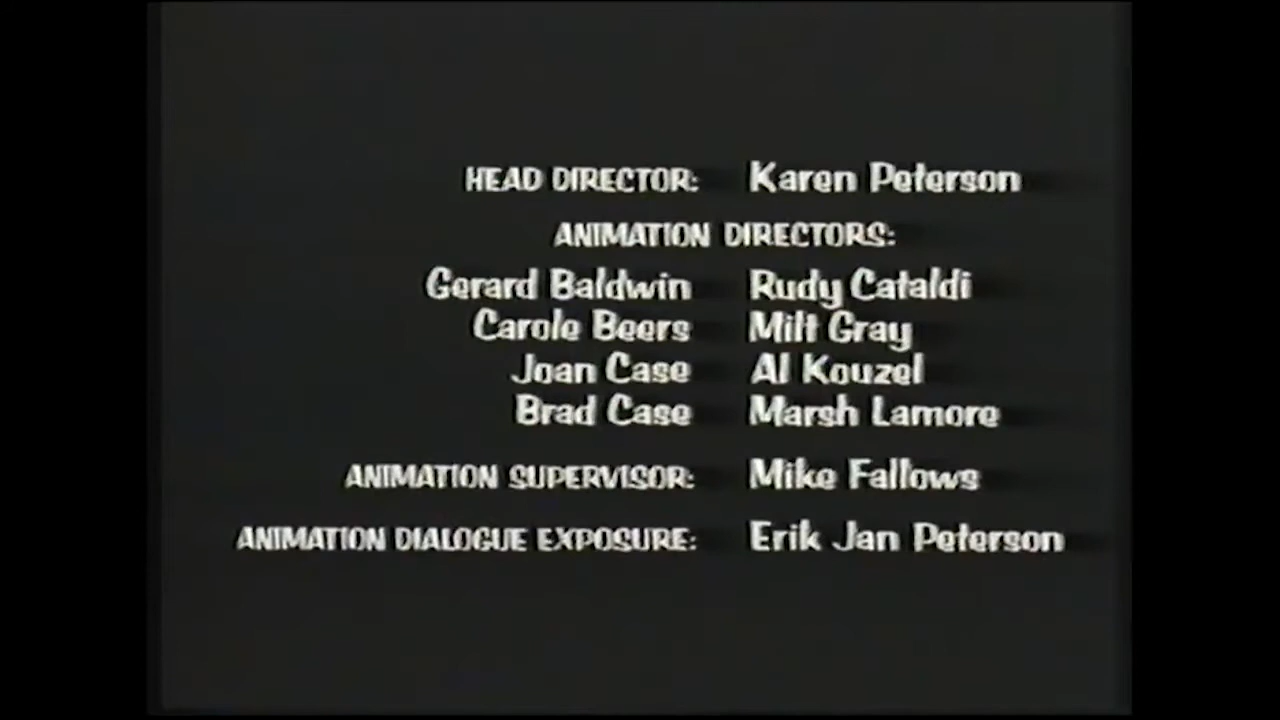 HEAD DIRECTOR: Karen Peterson
ANIMATION DIRECTORS:
Gerard Baldwin Rudy Cataldi
Carole Beers Milt Gray
Joan Case Al Kouzel
Brad Case Marsh Lamore
ANIMATION SUPERVISOR: Mike Fallows
ANIMATION DIALOGUE EXPOSURE: Erik Jan Peterson